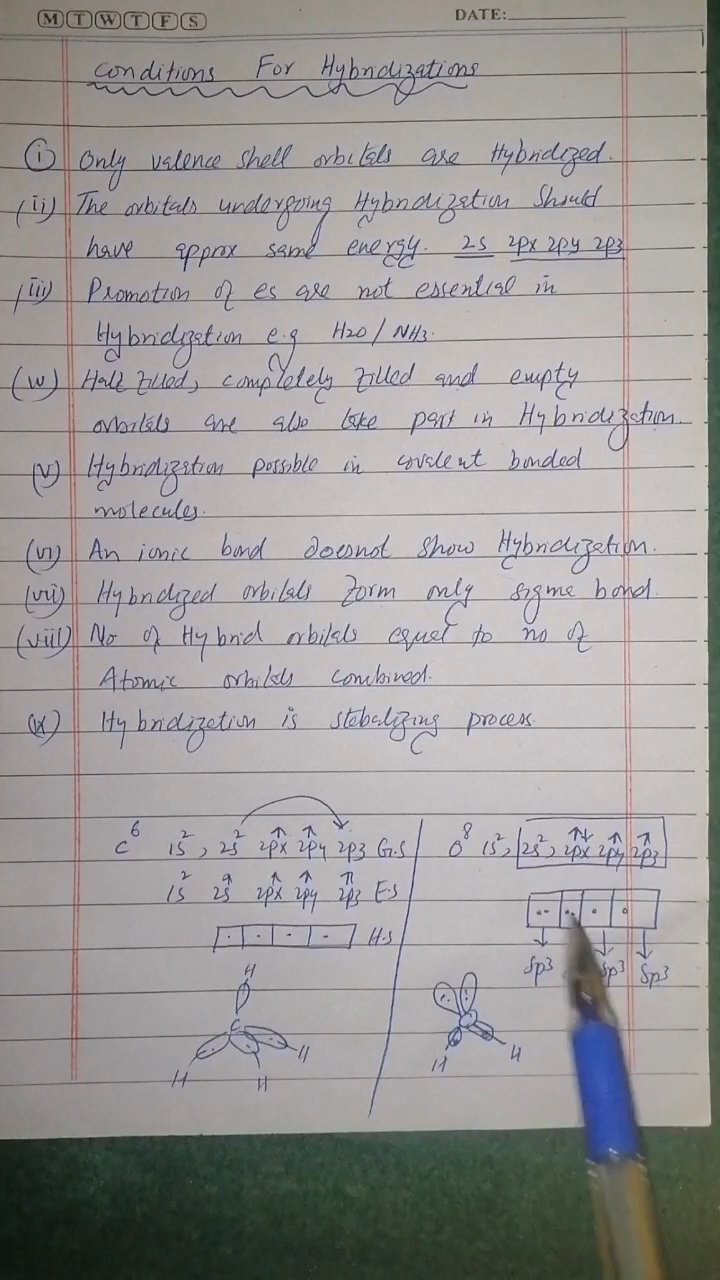 M T W T F S
DATE:
Conditions For Hybridizations
(i) Only valence shell orbitals are Hybridized.
(ii) The orbitals undergoing Hybridization Should
have approx same energy. 2s 2px 2py 2pz
(iii) Promotion of es are not essential in
Hybridization e.g H2O / NH3.
(iv) Half filled, completely filled and empty
orbitals are also take part in Hybridization.
(v) Hybridization possible in covalent bonded
molecules.
(vi) An ionic bond doesnot show Hybridization.
(vii) Hybridized orbitals form only sigma bond.
(viii) No of Hybrid orbitals equal to no of
Atomic orbitals combined.
(ix) Hybridization is stabalizing process.
C 6 1s2, 2s2 2px 2py 2pz G.S
1s2 2s 2px 2py 2pz E.S
H.S
H
C
H H
H
O 8 1s2, 2s2, 2px 2py 2pz
sp3 sp3 sp3
H H